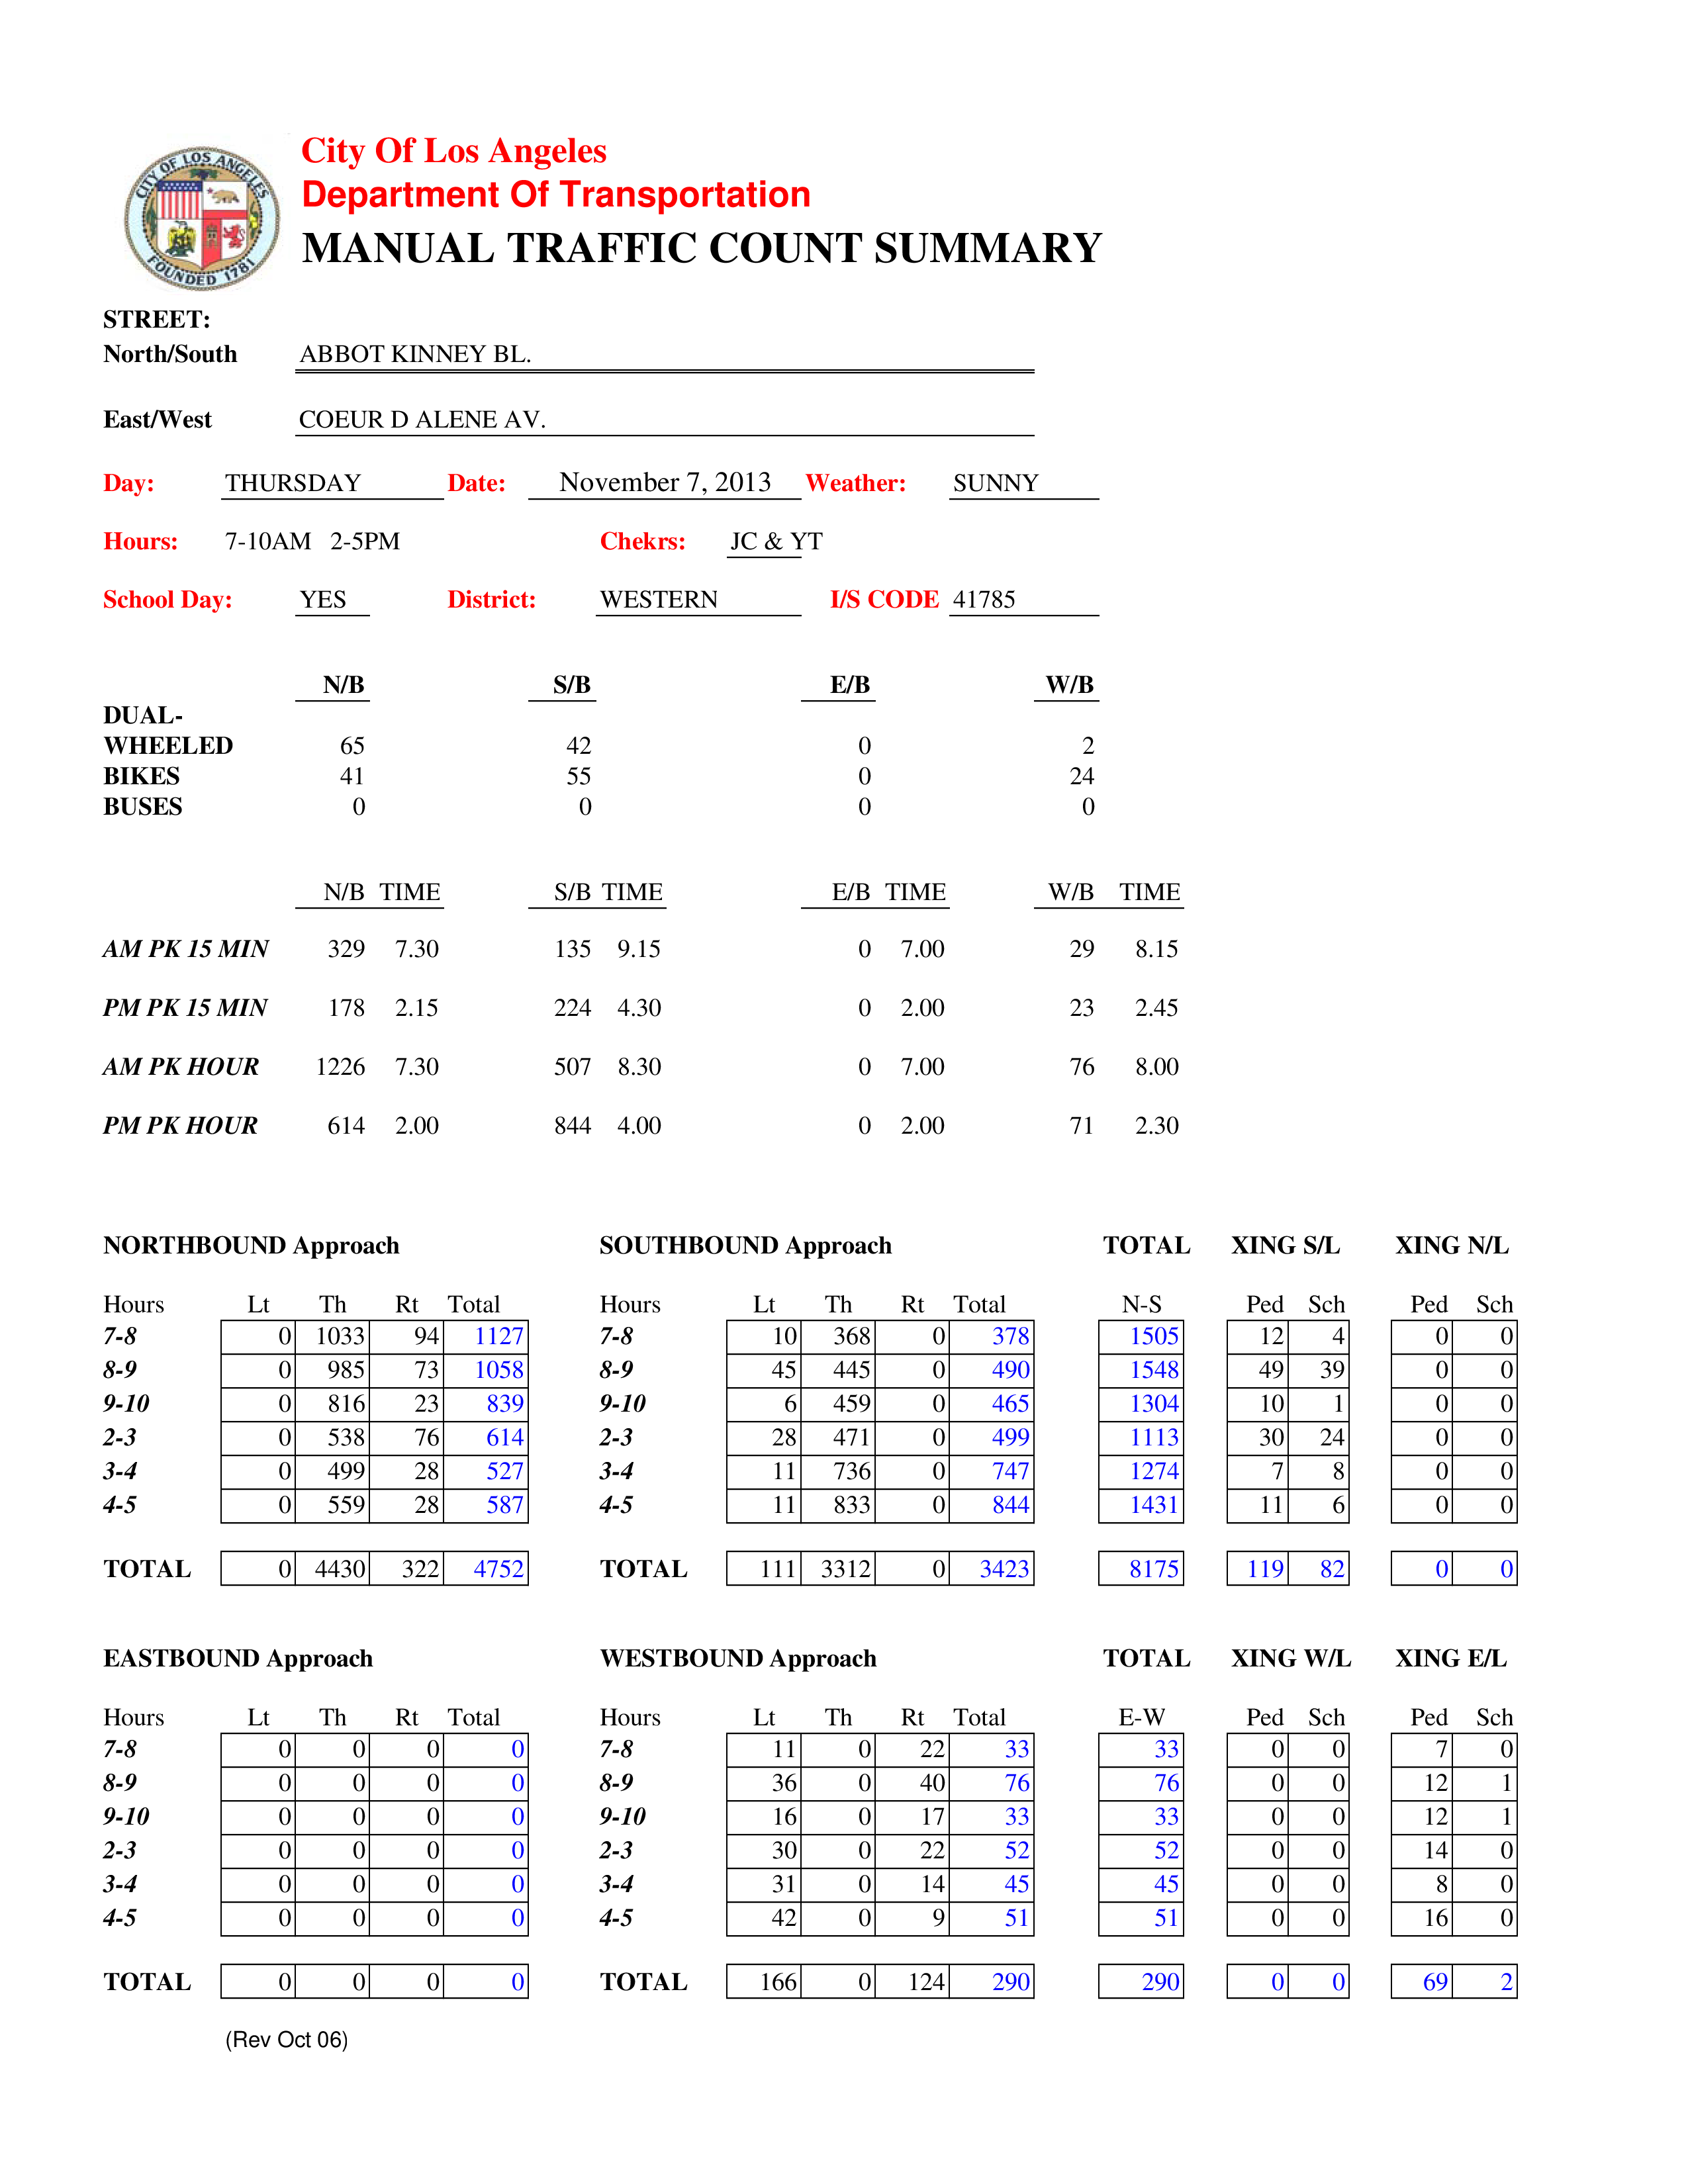 CITY OF LOS ANGELES
FOUNDED 1781
City Of Los Angeles
Department Of Transportation
MANUAL TRAFFIC COUNT SUMMARY
STREET:
North/South ABBOT KINNEY BL.
East/West COEUR D ALENE AV.
Day: THURSDAY Date: November 7, 2013 Weather: SUNNY
Hours: 7-10AM 2-5PM Chekrs: JC & YT
School Day: YES District: WESTERN I/S CODE 41785
N/B S/B E/B W/B
DUAL-
WHEELED 65 42 0 2
BIKES 41 55 0 24
BUSES 0 0 0 0
N/B TIME S/B TIME E/B TIME W/B TIME
AM PK 15 MIN 329 7.30 135 9.15 0 7.00 29 8.15
PM PK 15 MIN 178 2.15 224 4.30 0 2.00 23 2.45
AM PK HOUR 1226 7.30 507 8.30 0 7.00 76 8.00
PM PK HOUR 614 2.00 844 4.00 0 2.00 71 2.30
NORTHBOUND Approach SOUTHBOUND Approach TOTAL XING S/L XING N/L
Hours Lt Th Rt Total Hours Lt Th Rt Total N-S Ped Sch Ped Sch
7-8 0 1033 94 1127 7-8 10 368 0 378 1505 12 4 0 0
8-9 0 985 73 1058 8-9 45 445 0 490 1548 49 39 0 0
9-10 0 816 23 839 9-10 6 459 0 465 1304 10 1 0 0
2-3 0 538 76 614 2-3 28 471 0 499 1113 30 24 0 0
3-4 0 499 28 527 3-4 11 736 0 747 1274 7 8 0 0
4-5 0 559 28 587 4-5 11 833 0 844 1431 11 6 0 0
TOTAL 0 4430 322 4752 TOTAL 111 3312 0 3423 8175 119 82 0 0
EASTBOUND Approach WESTBOUND Approach TOTAL XING W/L XING E/L
Hours Lt Th Rt Total Hours Lt Th Rt Total E-W Ped Sch Ped Sch
7-8 0 0 0 0 7-8 11 0 22 33 33 0 0 7 0
8-9 0 0 0 0 8-9 36 0 40 76 76 0 0 12 1
9-10 0 0 0 0 9-10 16 0 17 33 33 0 0 12 1
2-3 0 0 0 0 2-3 30 0 22 52 52 0 0 14 0
3-4 0 0 0 0 3-4 31 0 14 45 45 0 0 8 0
4-5 0 0 0 0 4-5 42 0 9 51 51 0 0 16 0
TOTAL 0 0 0 0 TOTAL 166 0 124 290 290 0 0 69 2
(Rev Oct 06)